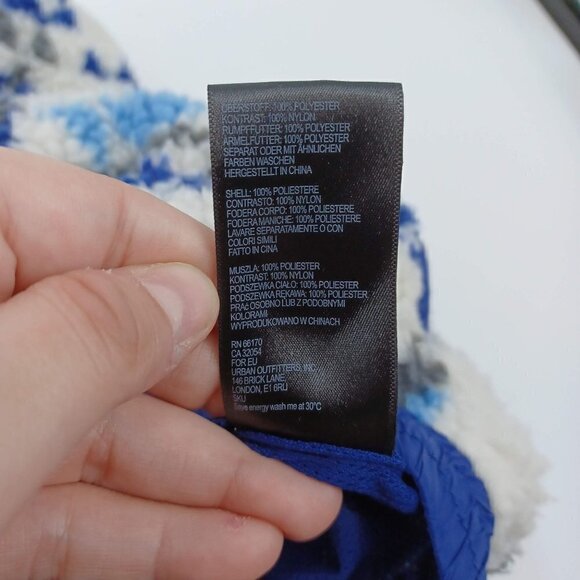 OBERSTOFF: 100% POLYESTER
KONTRAST: 100% NYLON
RUMPFFUTTER: 100% POLYESTER
ÄRMELFUTTER: 100% POLYESTER
SEPARAT ODER MIT ÄHNLICHEN
FARBEN WASCHEN
HERGESTELLT IN CHINA
SHELL: 100% POLIESTERE
CONTRASTO: 100% NYLON
FODERA CORPO: 100% POLIESTERE
FODERA MANICHE: 100% POLIESTERE
LAVARE SEPARATAMENTE O CON
COLORI SIMILI
FATTO IN CINA
MUSZLA: 100% POLIESTER
KONTRAST: 100% NYLON
PODSZEWKA CIAŁO: 100% POLIESTER
PODSZEWKA RĘKAWA: 100% POLIESTER
PRAĆ OSOBNO LUB Z PODOBNYMI
KOLORAMI
WYPRODUKOWANO W CHINACH
RN 66170
CA 32054
FOR EU
URBAN OUTFITTERS, INC.
146 BRICK LANE,
LONDON, E1 6RU
SKU
Save energy wash me at 30°C